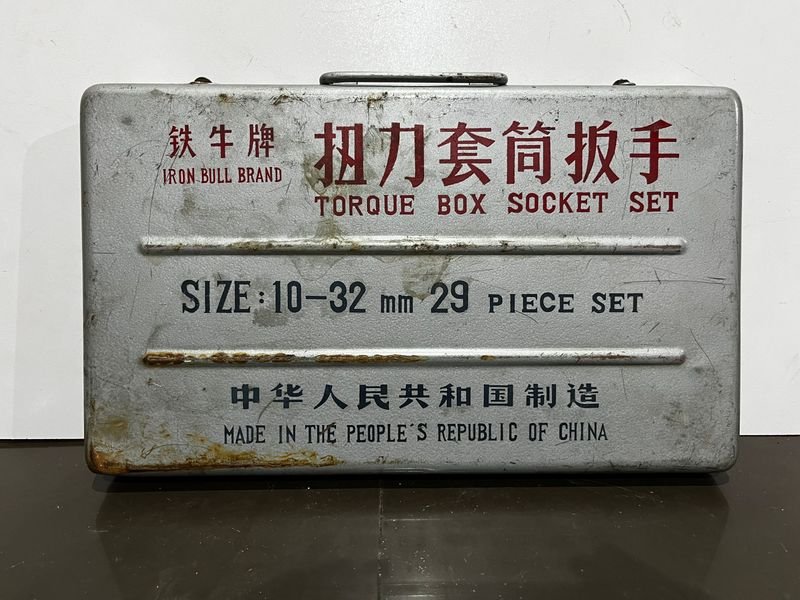 铁牛牌
IRON BULL BRAND
扭力套筒扳手
TORQUE BOX SOCKET SET
SIZE: 10-32 mm 29 PIECE SET
中华人民共和国制造
MADE IN THE PEOPLE'S REPUBLIC OF CHINA